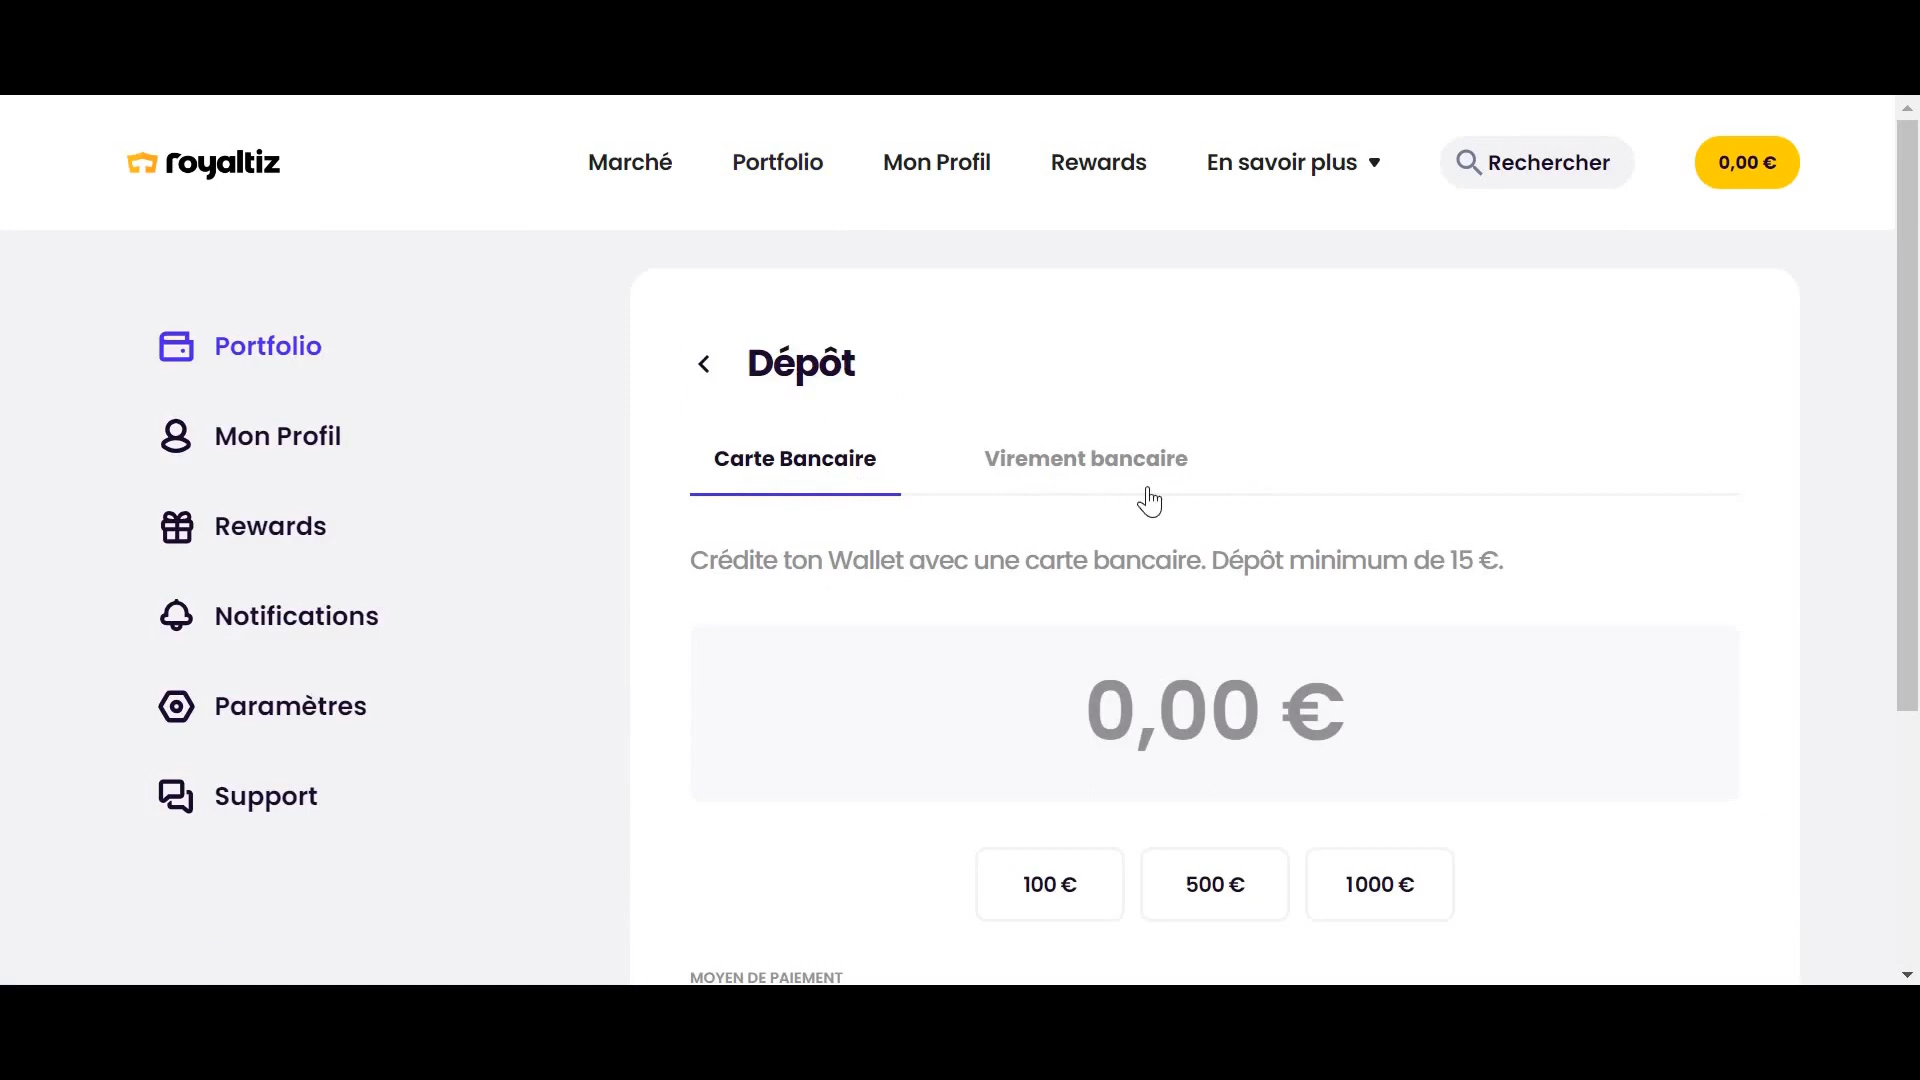 royaltiz
Marché
Portfolio
Mon Profil
Rewards
En savoir plus
Rechercher
0,00 €
Portfolio
Mon Profil
Rewards
Notifications
Paramètres
Support
Dépôt
Carte Bancaire
Virement bancaire
Crédite ton Wallet avec une carte bancaire. Dépôt minimum de 15 €.
0,00 €
100 €
500 €
1 000 €
MOYEN DE PAIEMENT